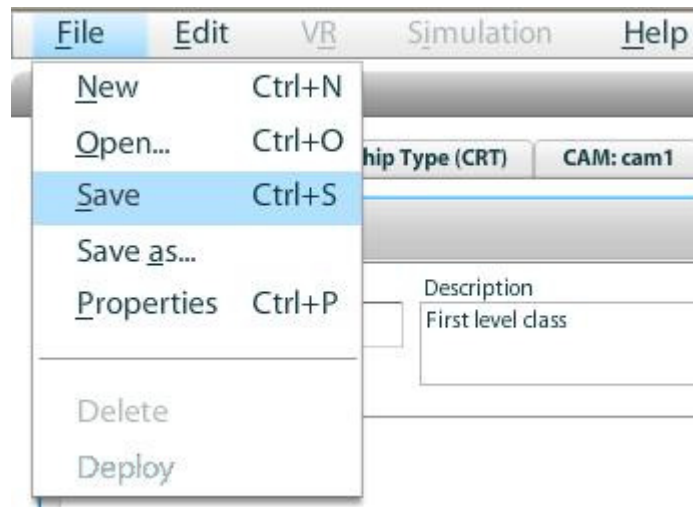 File Edit VR Simulation Help
New Ctrl+N
Open... Ctrl+O
hip Type (CRT) CAM: cam1
Save Ctrl+S
Save as...
Properties Ctrl+P
Description
First level class
Delete
Deploy